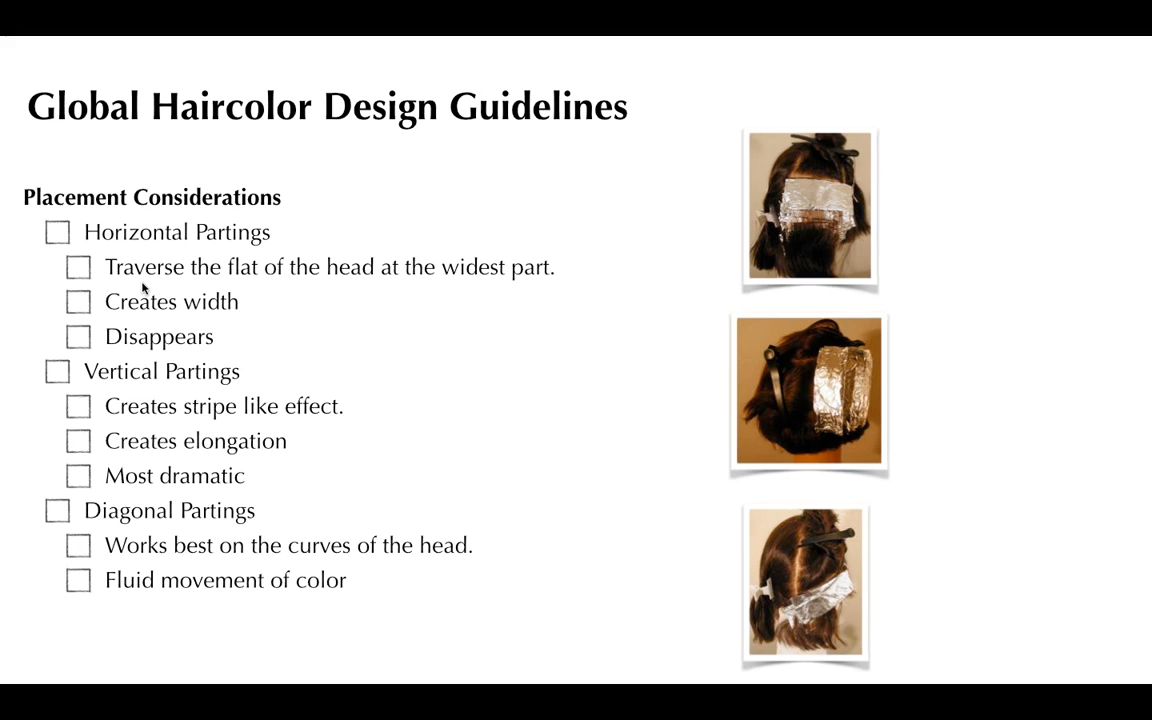 Global Haircolor Design Guidelines
Placement Considerations
Horizontal Partings
Traverse the flat of the head at the widest part.
Creates width
Disappears
Vertical Partings
Creates stripe like effect.
Creates elongation
Most dramatic
Diagonal Partings
Works best on the curves of the head.
Fluid movement of color